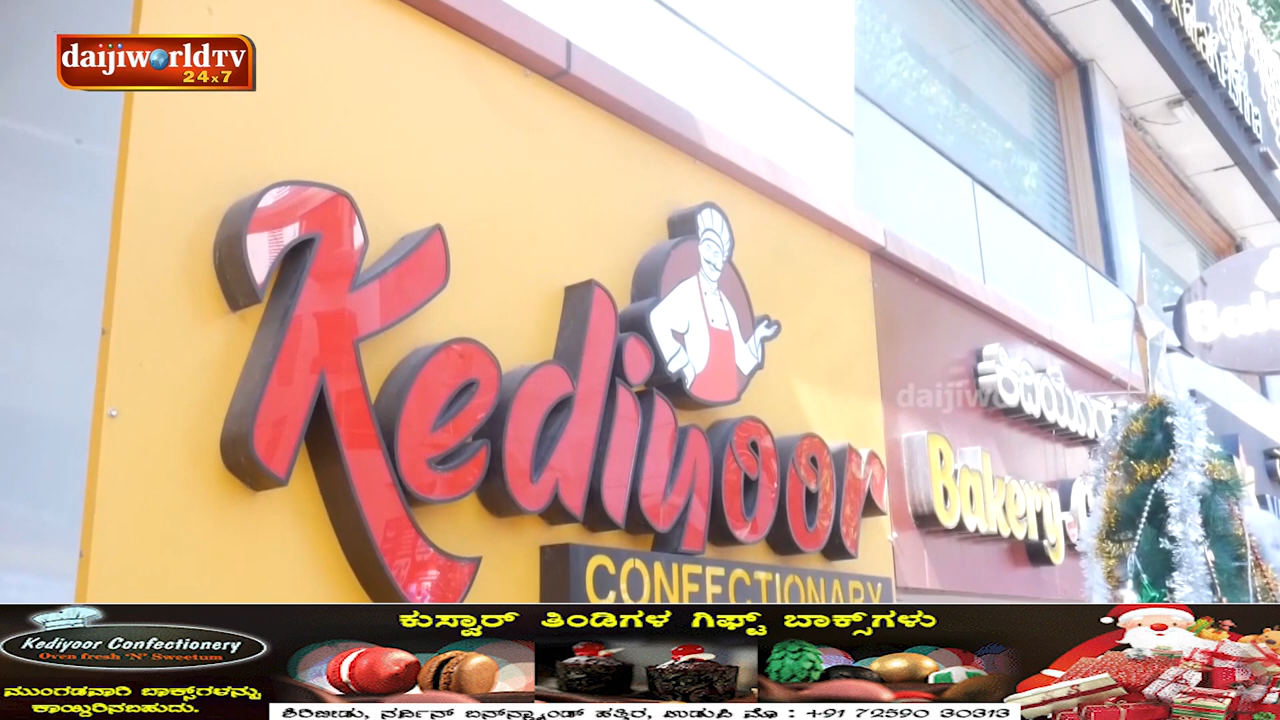 daijiworldTV
24x7
Kediyoor
CONFECTIONARY
Bakery
Kediyoor Confectionery
Oven fresh 'N' Sweetum
ಕುಸ್ವಾರ್ ತಿಂಡಿಗಳ ಗಿಫ್ಟ್ ಬಾಕ್ಸ್‌ಗಳು
ಮುಂಗಡವಾಗಿ ಬಾಕ್ಸ್‌ಗಳನ್ನು
ಕಾಯ್ದಿರಿಸಬಹುದು.
ಶಿರಿಬೀಡು, ಸರ್ವಿಸ್ ಬಸ್‌ಸ್ಟ್ಯಾಂಡ್ ಹತ್ತಿರ, ಉಡುಪಿ ಮೊ : +91 72590 30313